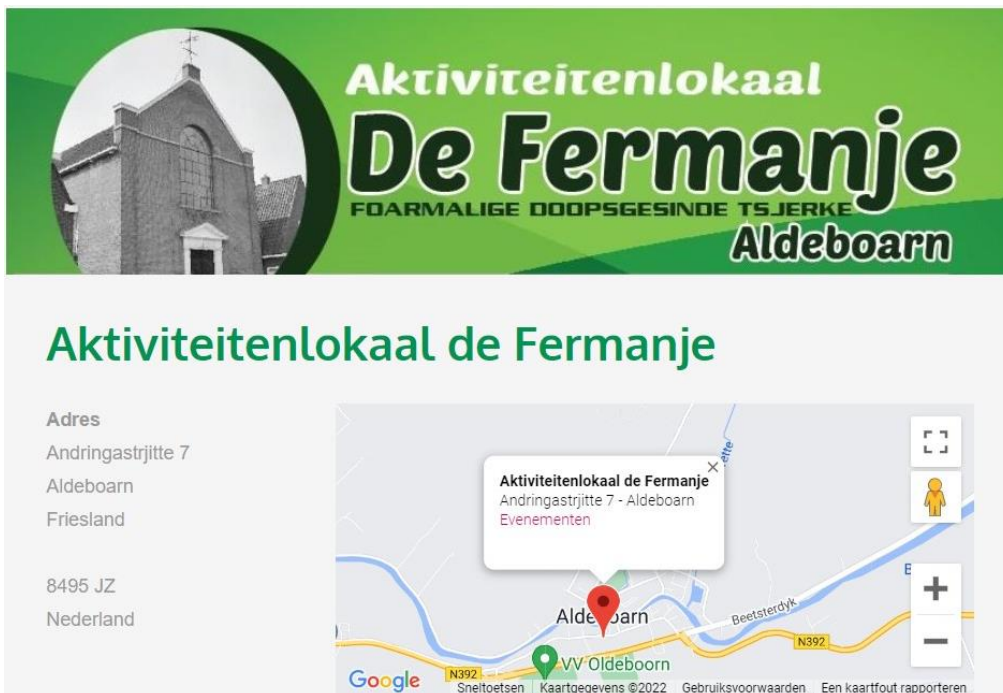 Aktiviteitenlokaal
De Fermanje
FOARMALIGE DOOPSGESINDE TSJERKE
Aldeboarn
Aktiviteitenlokaal de Fermanje
Adres
Andringastrjitte 7
Aldeboarn
Friesland
8495 JZ
Nederland
Aktiviteitenlokaal de Fermanje
Andringastrjitte 7 - Aldeboarn
Evenementen
Beetsterdyk
N392
VV Oldeboorn
N392
Google
Sneltoetsen Kaartgegevens ©2022 Gebruiksvoorwaarden Een kaartfout rapporteren